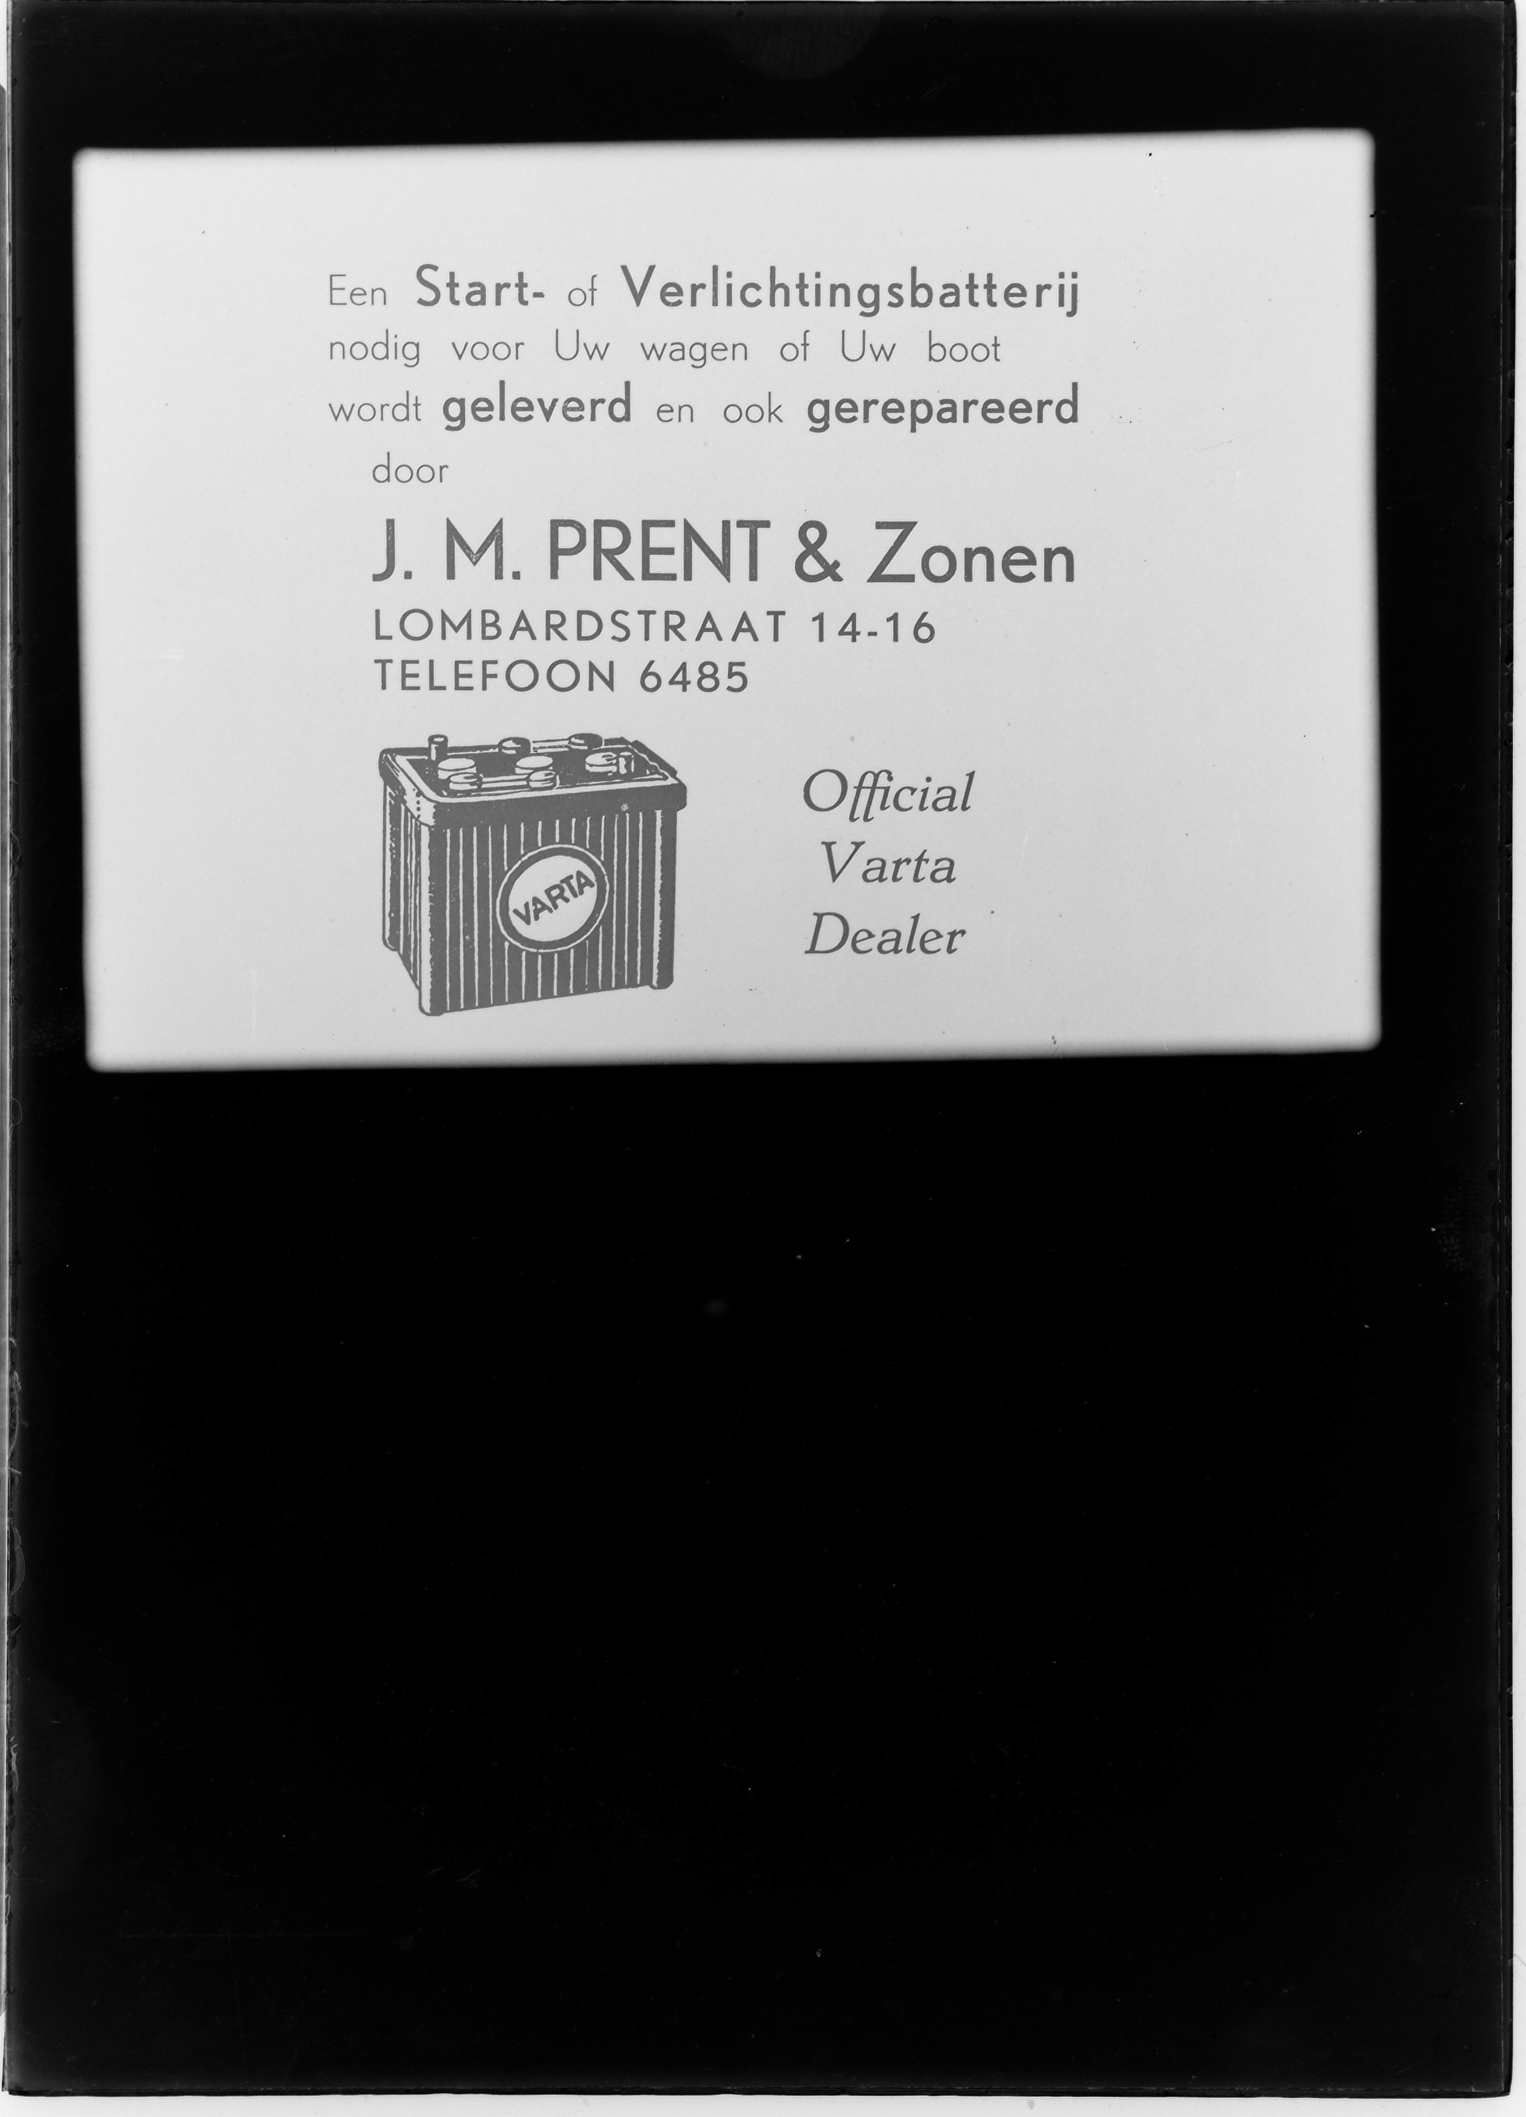 Een Start- of Verlichtingsbatterij
nodig voor Uw wagen of Uw boot
wordt geleverd en ook gerepareerd
door
J. M. PRENT & Zonen
LOMBARDSTRAAT 14-16
TELEFOON 6485
VARTA
Official
Varta
Dealer